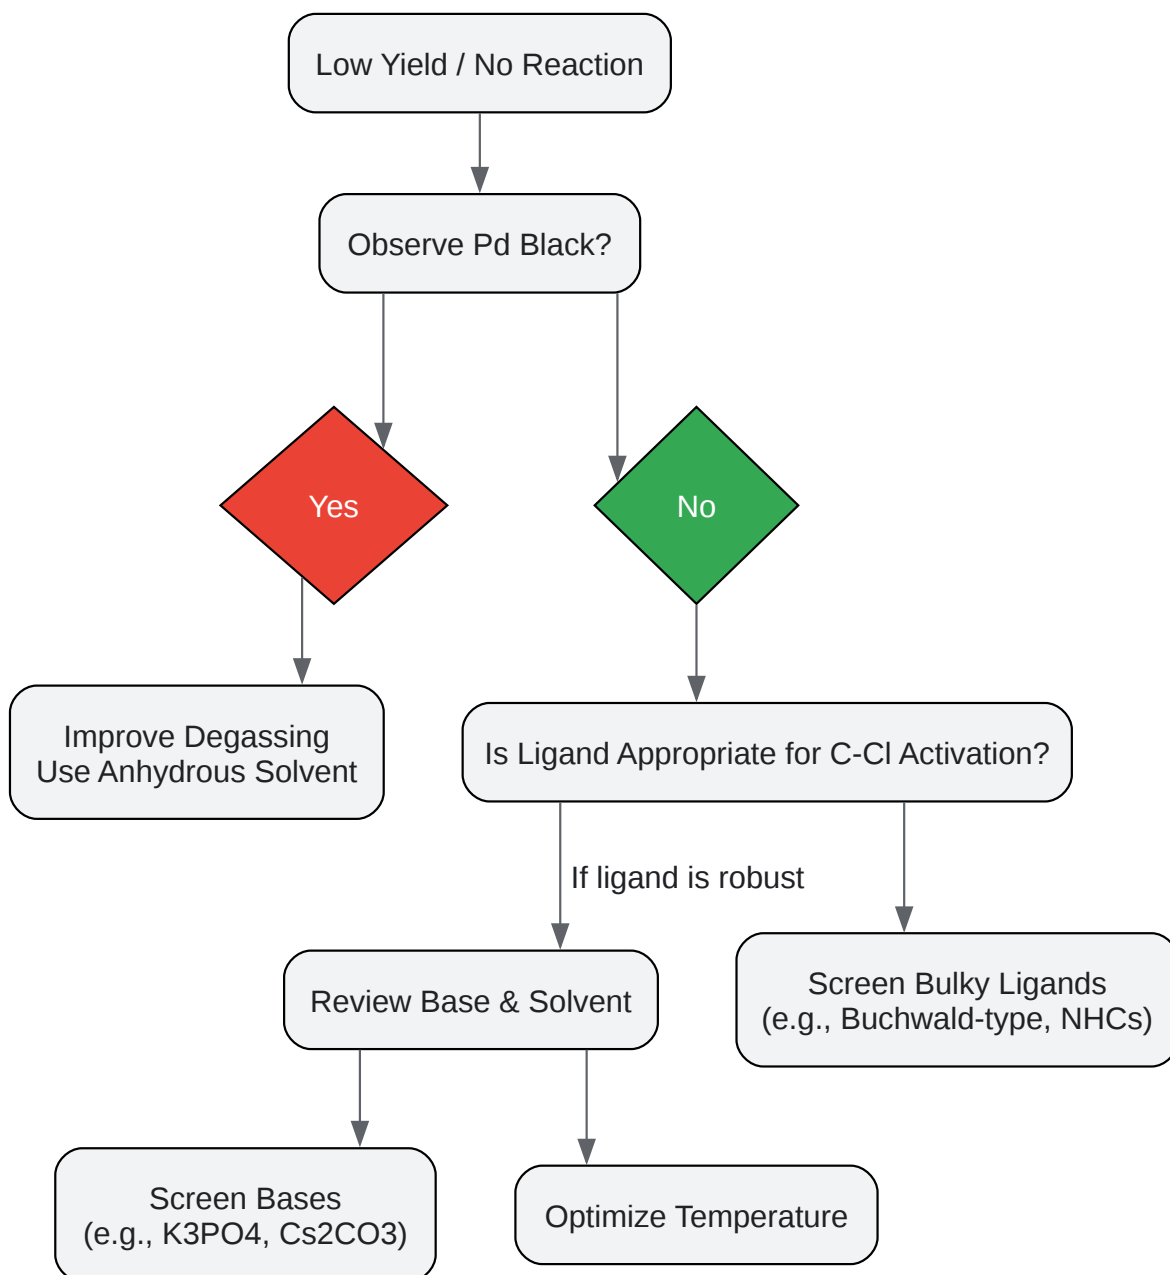 Low Yield / No Reaction
Observe Pd Black?
Yes
No
Improve Degassing
Use Anhydrous Solvent
Is Ligand Appropriate for C-Cl Activation?
If ligand is robust
Review Base & Solvent
Screen Bulky Ligands
(e.g., Buchwald-type, NHCs)
Screen Bases
(e.g., K3PO4, Cs2CO3)
Optimize Temperature